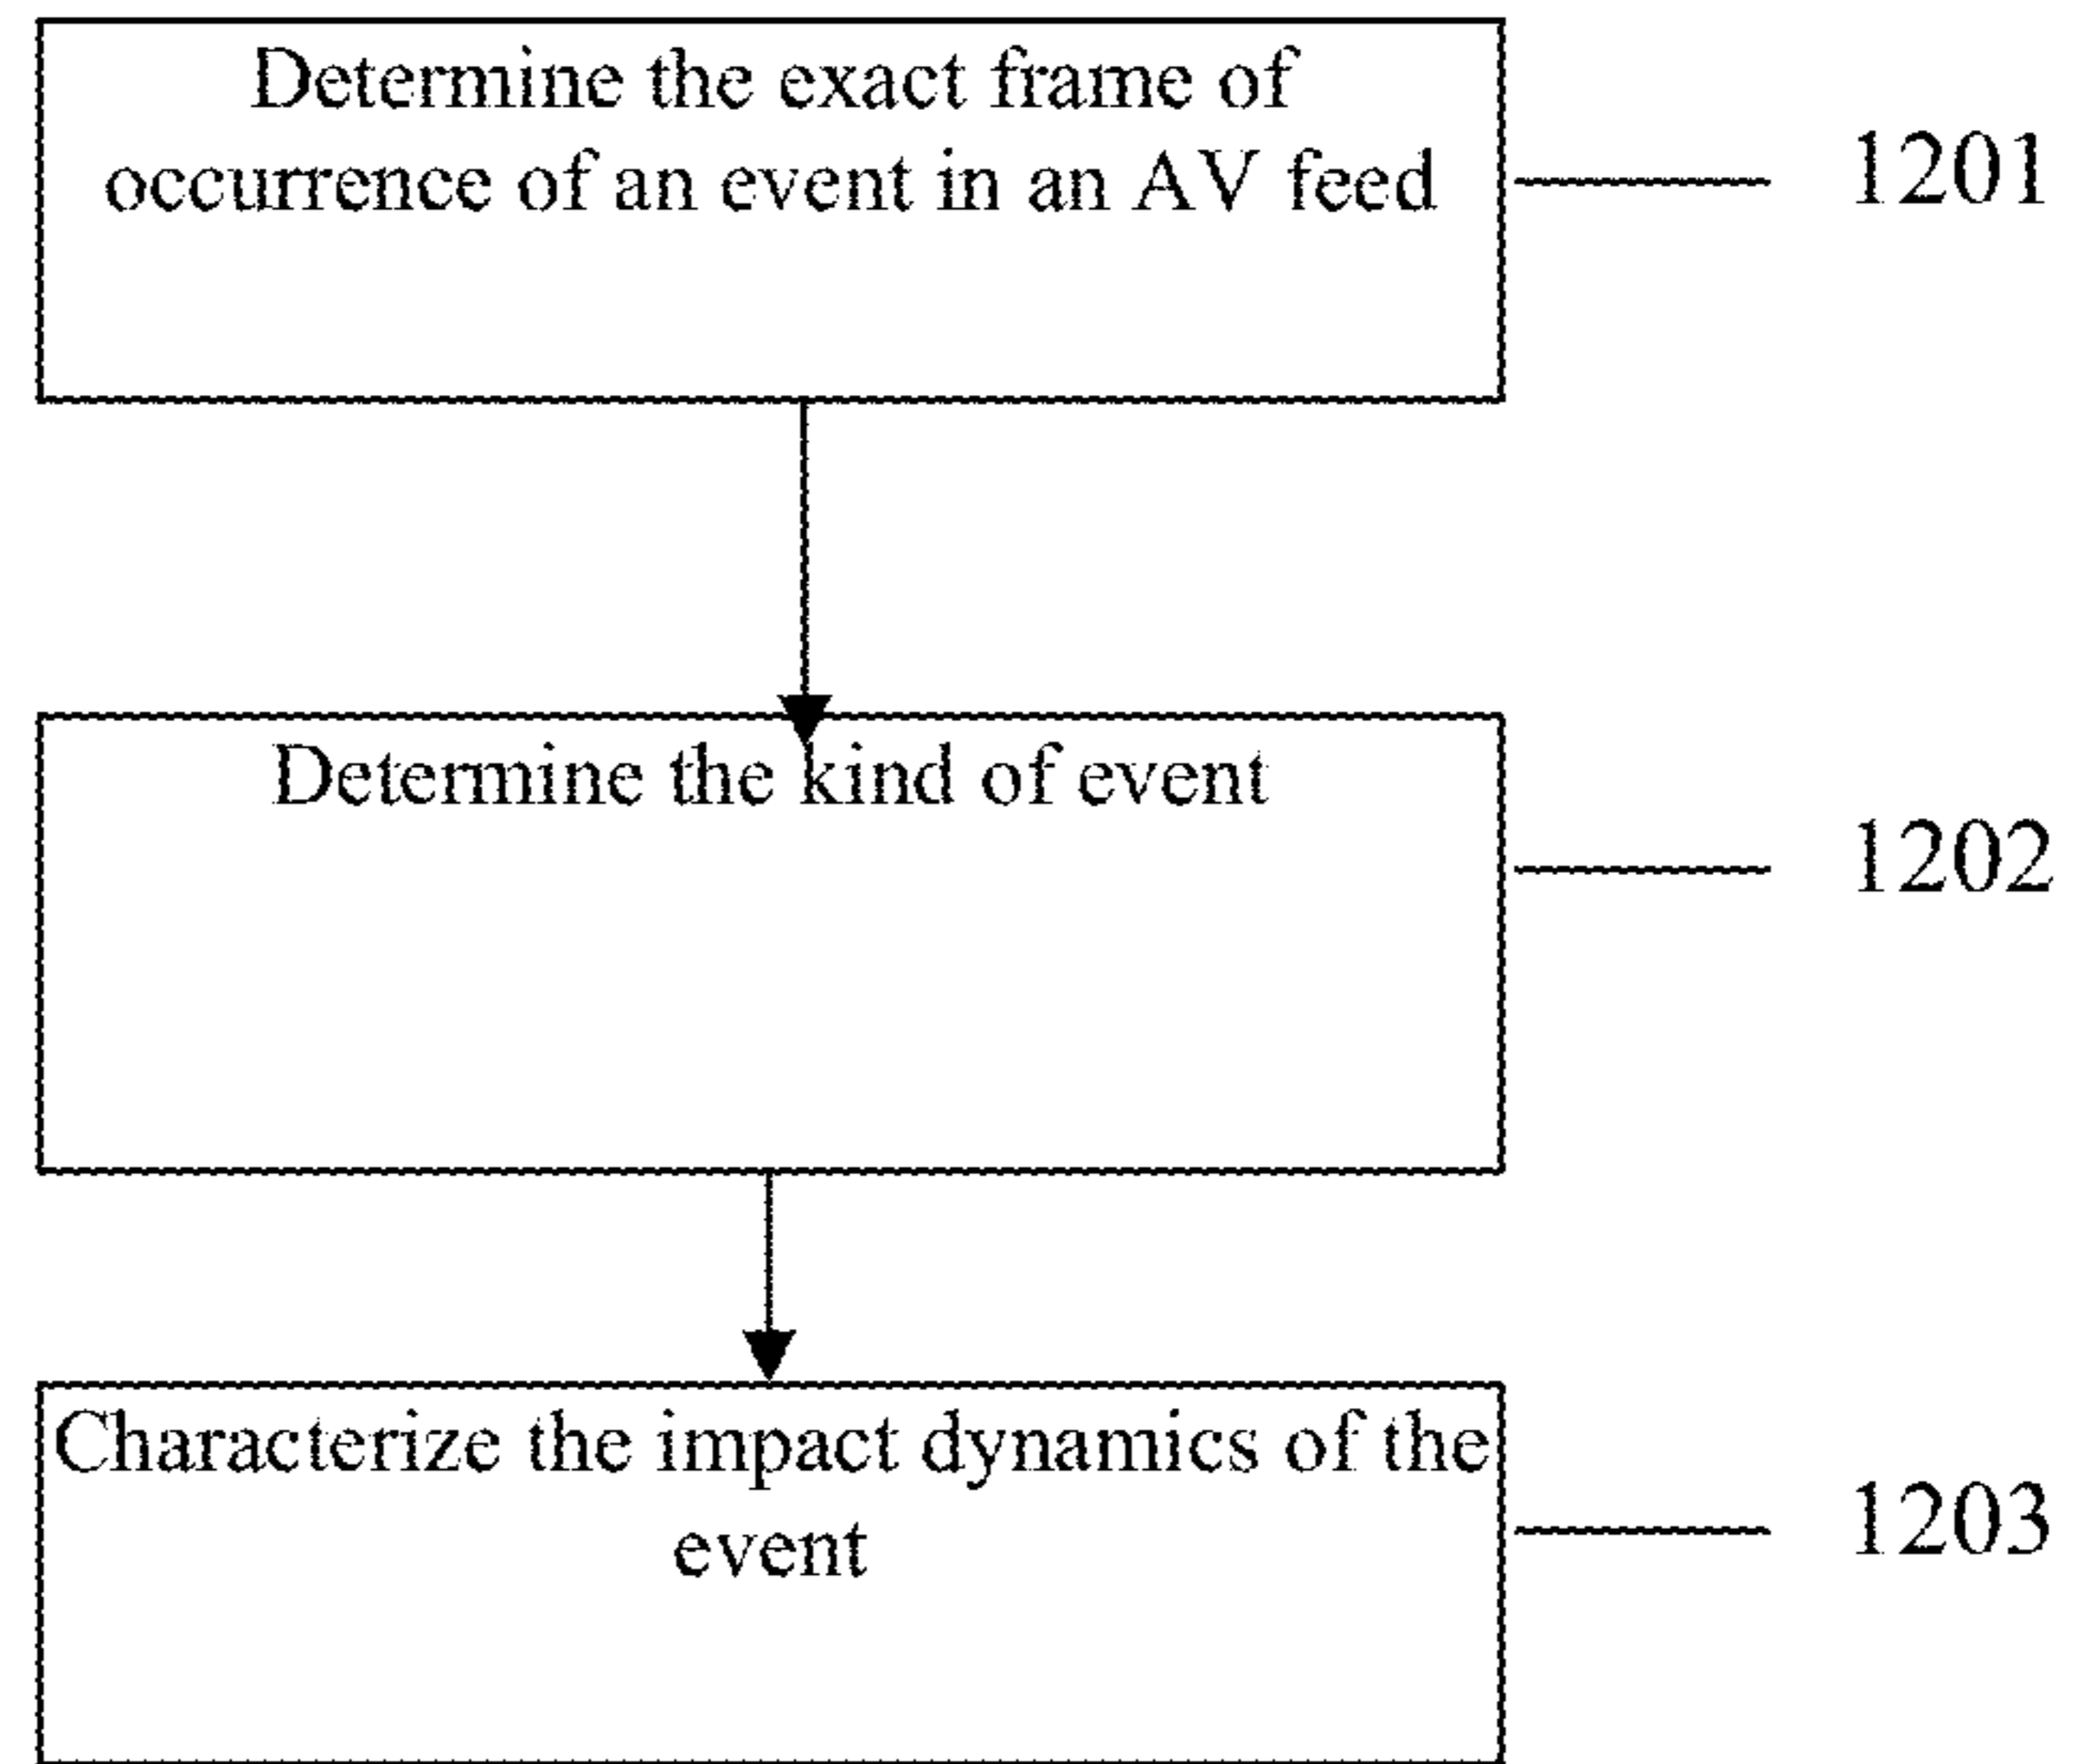 Determine the exact frame of
occurrence of an event in an AV feed
1201
Determine the kind of event
1202
Characterize the impact dynamics of the
event
1203